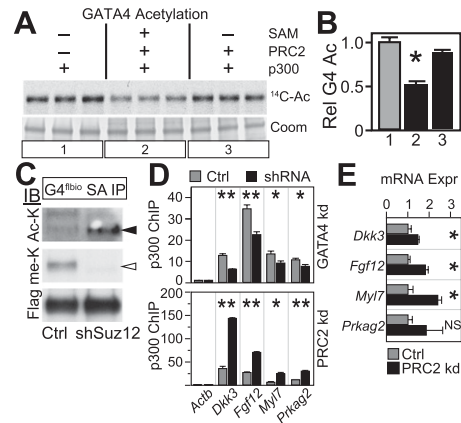 A
GATA4 Acetylation
– + – SAM
– + + PRC2
+ + + p300
14C-Ac
Coom
1 2 3
B
Rel G4 Ac
1.0
0.5
0
*
1 2 3
C
IB
G4flbio SA IP
Ac-K
me-K
Flag
Ctrl shSuz12
D
Ctrl shRNA
p300 ChIP
40
30
20
10
0
** ** * *
GATA4 kd
p300 ChIP
200
150
100
50
0
** ** * **
PRC2 kd
Actb
Dkk3
Fgf12
Myl7
Prkag2
E
mRNA Expr
0 1 2 3
Dkk3 *
Fgf12 *
Myl7 *
Prkag2 NS
Ctrl
PRC2 kd